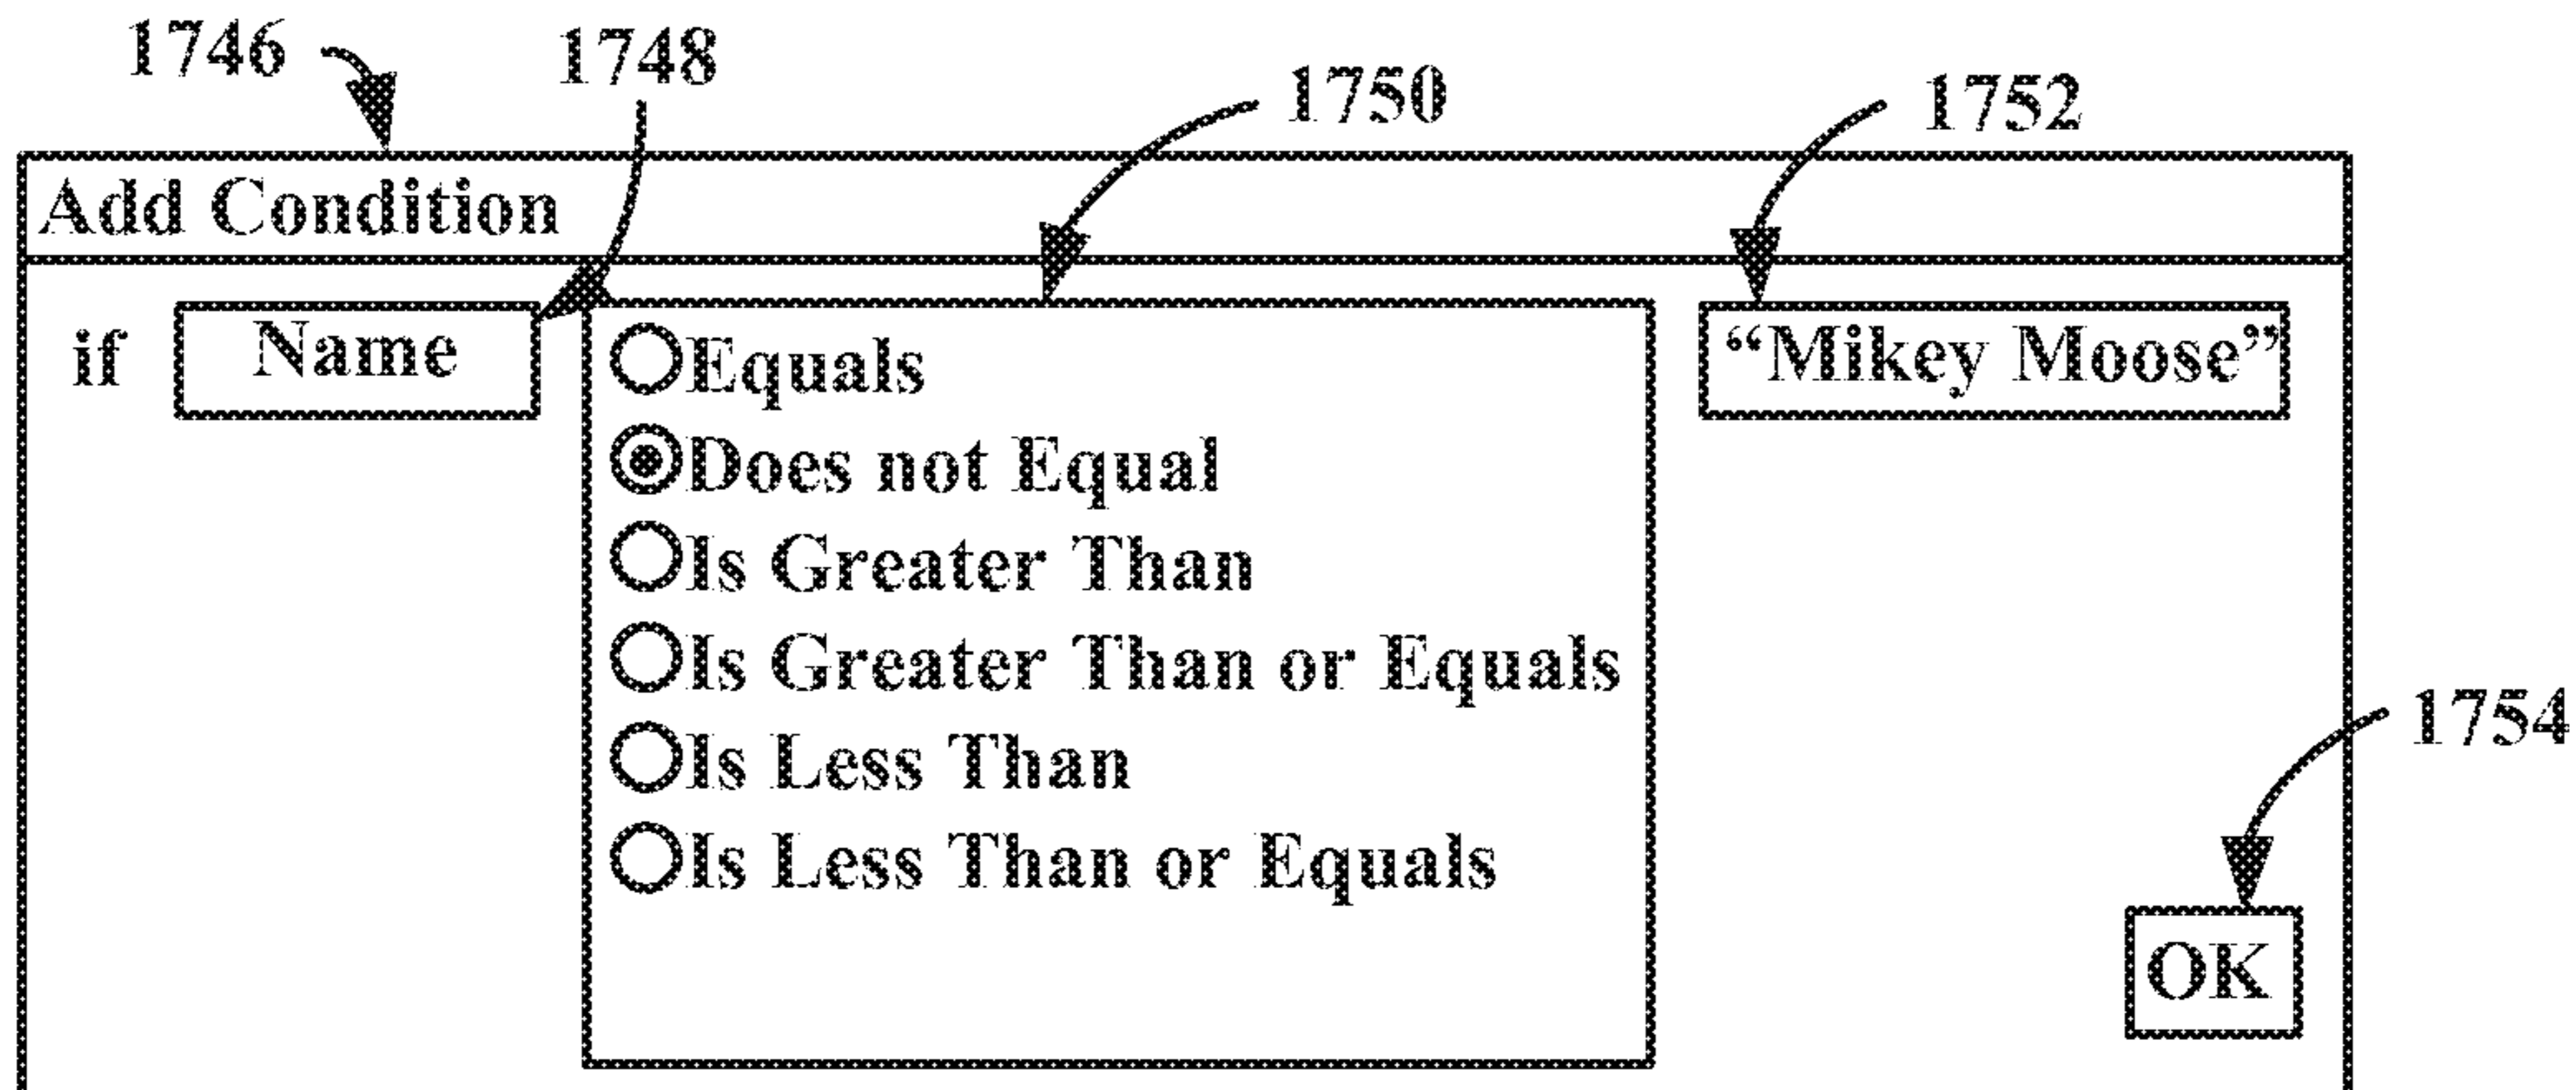 1746 1748 1750 1752
Add Condition
if Name Equals “Mikey Moose”
Does not Equal
Is Greater Than
Is Greater Than or Equals
Is Less Than
1754
Is Less Than or Equals
OK